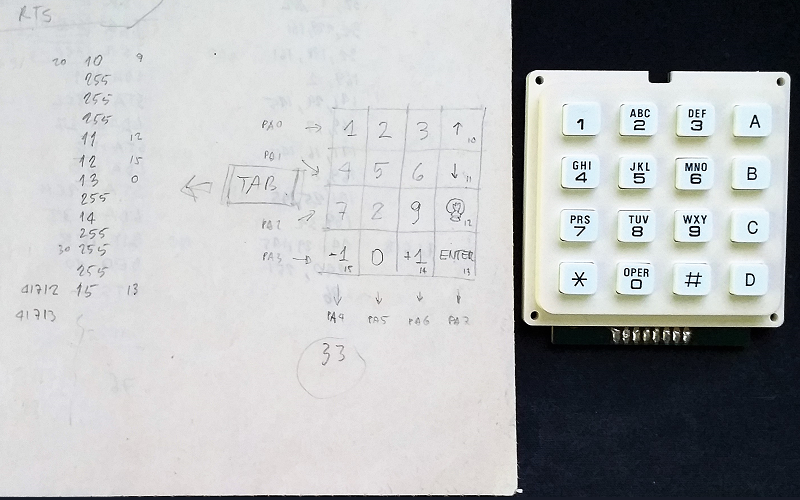 RTS
20 10 9
255
255
255
11 12
12 15
13 0
255
14
255
30 255
255
41712 15 13
41713
TAB
PA0 → 1 2 3 ↑ 10
PA1 4 5 6 ↓ 11
PA2 7 2 9 12
PA3 → -1 15 0 +1 14 ENTER 13
PA4 PA5 PA6 PA7
33
1 ABC 2 DEF 3 A
GHI 4 JKL 5 MNO 6 B
PRS 7 TUV 8 WXY 9 C
* OPER 0 # D